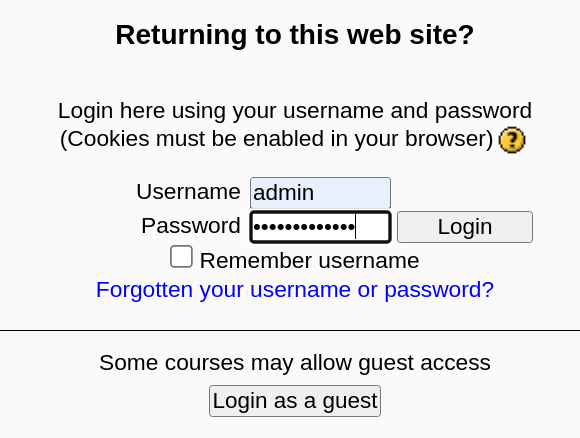 Returning to this web site?
Login here using your username and password
(Cookies must be enabled in your browser) ?
Username admin
Password ••••••••••••• Login
Remember username
Forgotten your username or password?
Some courses may allow guest access
Login as a guest